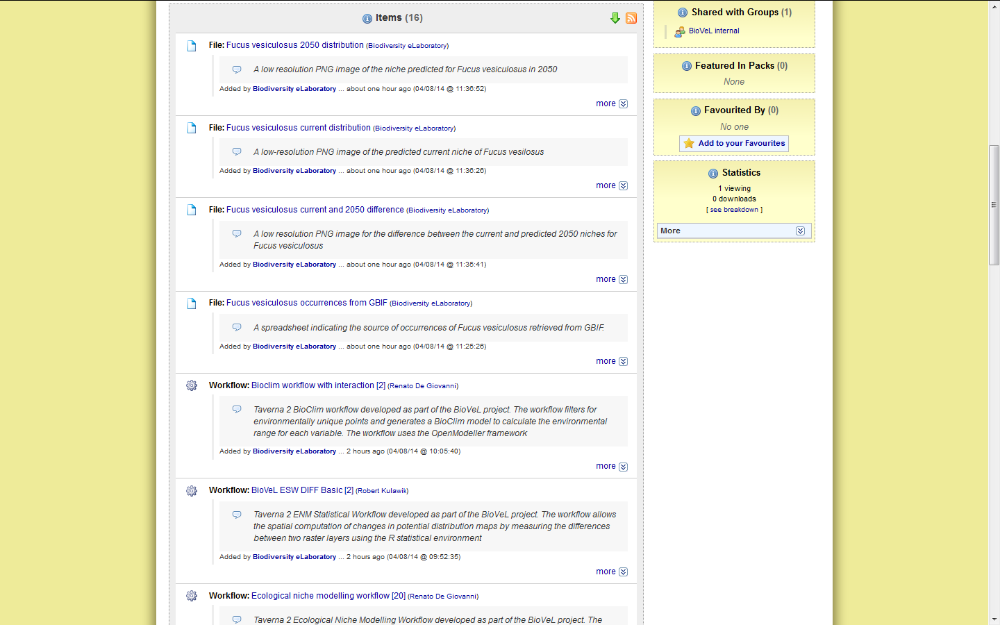 Items (16)
File: Fucus vesiculosus 2050 distribution (Biodiversity eLaboratory)
A low resolution PNG image of the niche predicted for Fucus vesiculosus in 2050
Added by Biodiversity eLaboratory ... about one hour ago (04/08/14 @ 11:36:52)
more
File: Fucus vesiculosus current distribution (Biodiversity eLaboratory)
A low-resolution PNG image of the predicted current niche of Fucus vesilosus
Added by Biodiversity eLaboratory ... about one hour ago (04/08/14 @ 11:36:26)
more
File: Fucus vesiculosus current and 2050 difference (Biodiversity eLaboratory)
A low resolution PNG image for the difference between the current and predicted 2050 niches for
Fucus vesiculosus
Added by Biodiversity eLaboratory ... about one hour ago (04/08/14 @ 11:35:41)
more
File: Fucus vesiculosus occurrences from GBIF (Biodiversity eLaboratory)
A spreadsheet indicating the source of occurrences of Fucus vesiculosus retrieved from GBIF.
Added by Biodiversity eLaboratory ... about one hour ago (04/08/14 @ 11:25:26)
more
Workflow: Bioclim workflow with interaction [2] (Renato De Giovanni)
Taverna 2 BioClim workflow developed as part of the BioVeL project. The workflow filters for
environmentally unique points and generates a BioClim model to calculate the environmental
range for each variable. The workflow uses the OpenModeller framework
Added by Biodiversity eLaboratory ... 2 hours ago (04/08/14 @ 10:05:40)
more
Workflow: BioVeL ESW DIFF Basic [2] (Robert Kulawik)
Taverna 2 ENM Statistical Workflow developed as part of the BioVeL project. The workflow allows
the spatial computation of changes in potential distribution maps by measuring the differences
between two raster layers using the R statistical environment
Added by Biodiversity eLaboratory ... 2 hours ago (04/08/14 @ 09:52:35)
more
Workflow: Ecological niche modelling workflow [20] (Renato De Giovanni)
Taverna 2 Ecological Niche Modelling Workflow developed as part of the BioVeL project. The
Shared with Groups (1)
BioVeL internal
Featured In Packs (0)
None
Favourited By (0)
No one
Add to your Favourites
Statistics
1 viewing
0 downloads
[ see breakdown ]
More